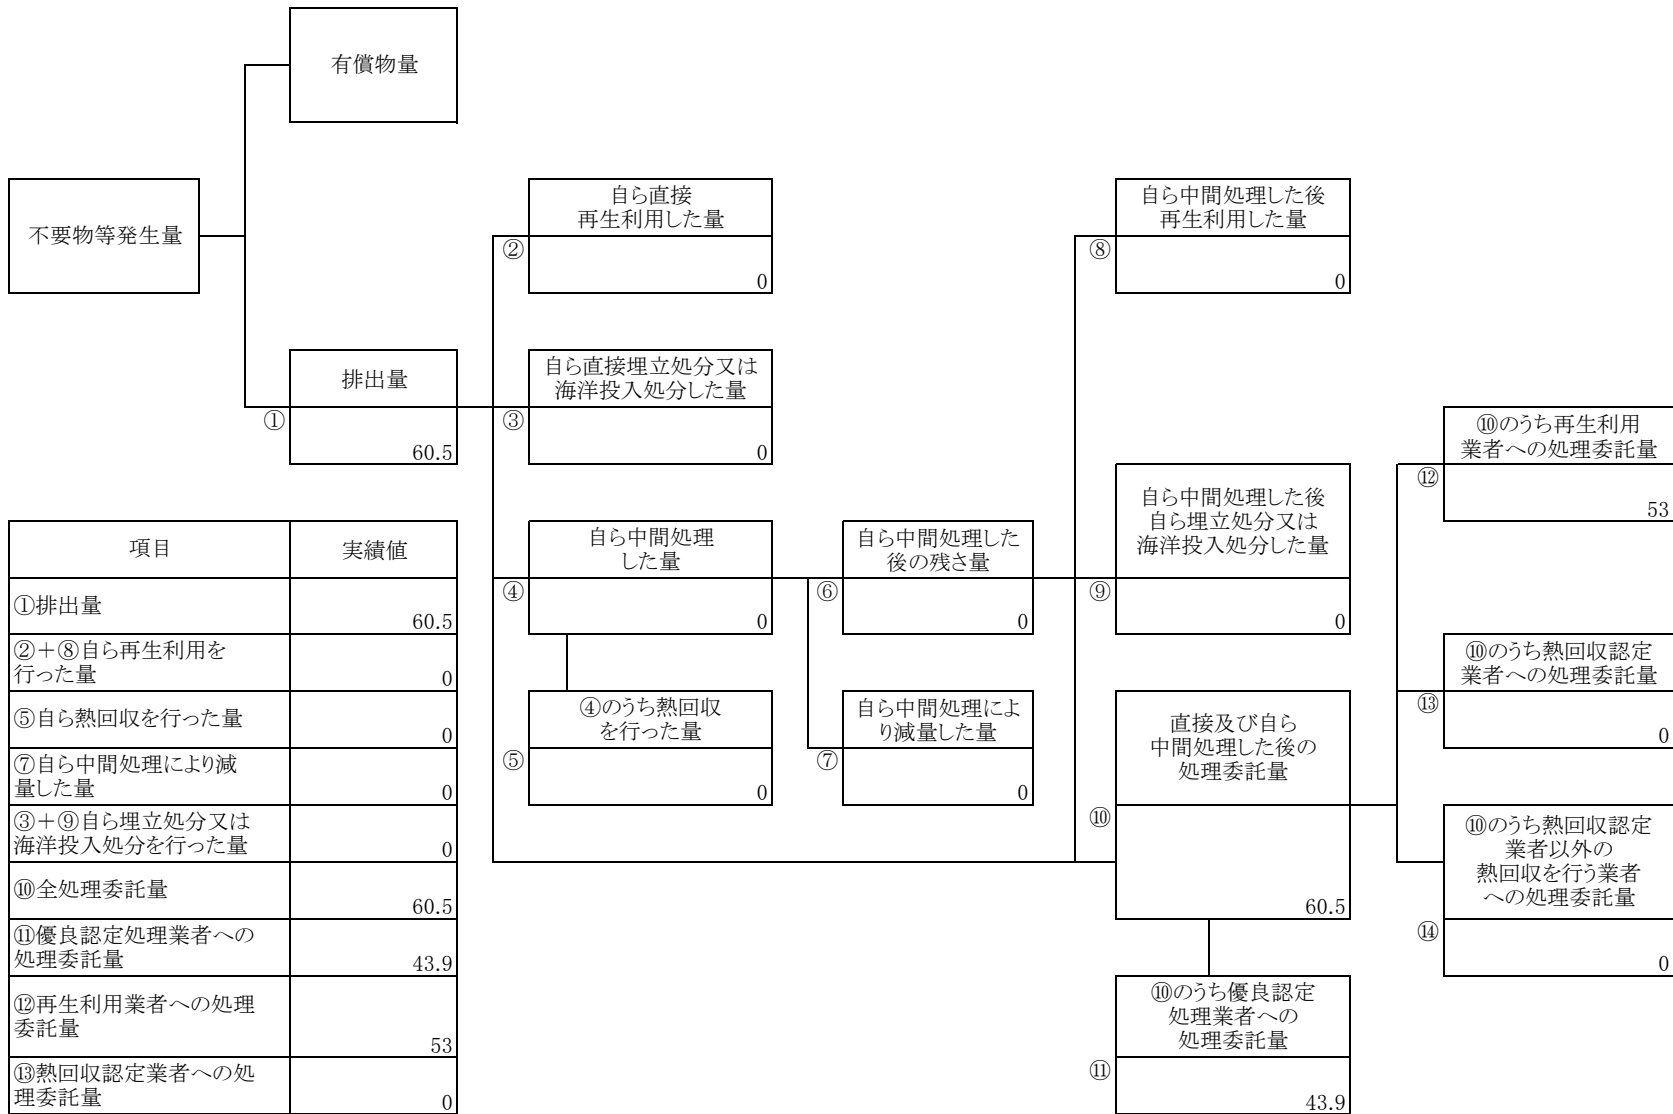 有償物量
不要物等発生量
自ら直接
再生利用した量
②
0
自ら中間処理した後
再生利用した量
⑧
0
排出量
①
60.5
自ら直接埋立処分又は
海洋投入処分した量
③
0
⑩のうち再生利用
業者への処理委託量
⑫
53
自ら中間処理した後
自ら埋立処分又は
海洋投入処分した量
⑨
0
自ら中間処理
した量
④
0
自ら中間処理した
後の残さ量
⑥
0
⑩のうち熱回収認定
業者への処理委託量
⑬
0
④のうち熱回収
を行った量
⑤
0
自ら中間処理によ
り減量した量
⑦
0
直接及び自ら
中間処理した後の
処理委託量
⑩
60.5
⑩のうち熱回収認定
業者以外の
熱回収を行う業者
への処理委託量
⑭
0
⑩のうち優良認定
処理業者への
処理委託量
⑪
43.9
項目 実績値
①排出量
60.5
②＋⑧自ら再生利用を
行った量
0
⑤自ら熱回収を行った量
0
⑦自ら中間処理により減
量した量
0
③＋⑨自ら埋立処分又は
海洋投入処分を行った量
0
⑩全処理委託量
60.5
⑪優良認定処理業者への
処理委託量
43.9
⑫再生利用業者への処理
委託量
53
⑬熱回収認定業者への処
理委託量
0